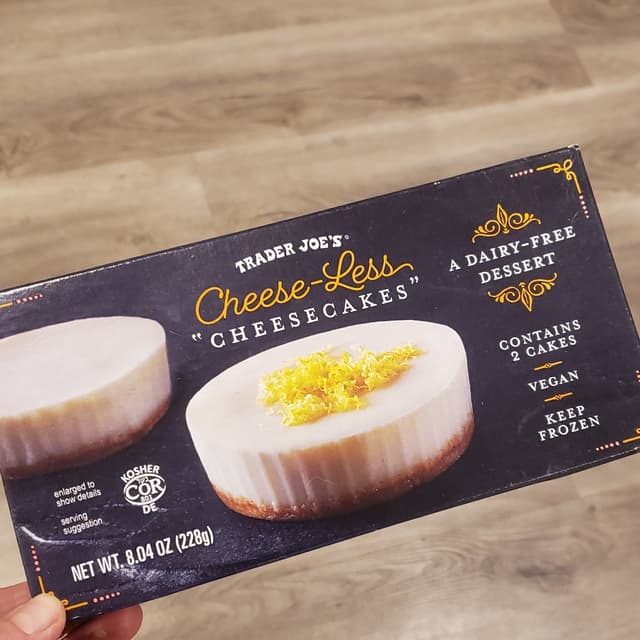 TRADER JOE'S®
Cheese-Less
"CHEESECAKES"
A DAIRY-FREE
DESSERT
CONTAINS
2 CAKES
VEGAN
KEEP
FROZEN
enlarged to
show details
serving
suggestion
KOSHER
COR
801
DE
NET WT. 8.04 OZ (228g)